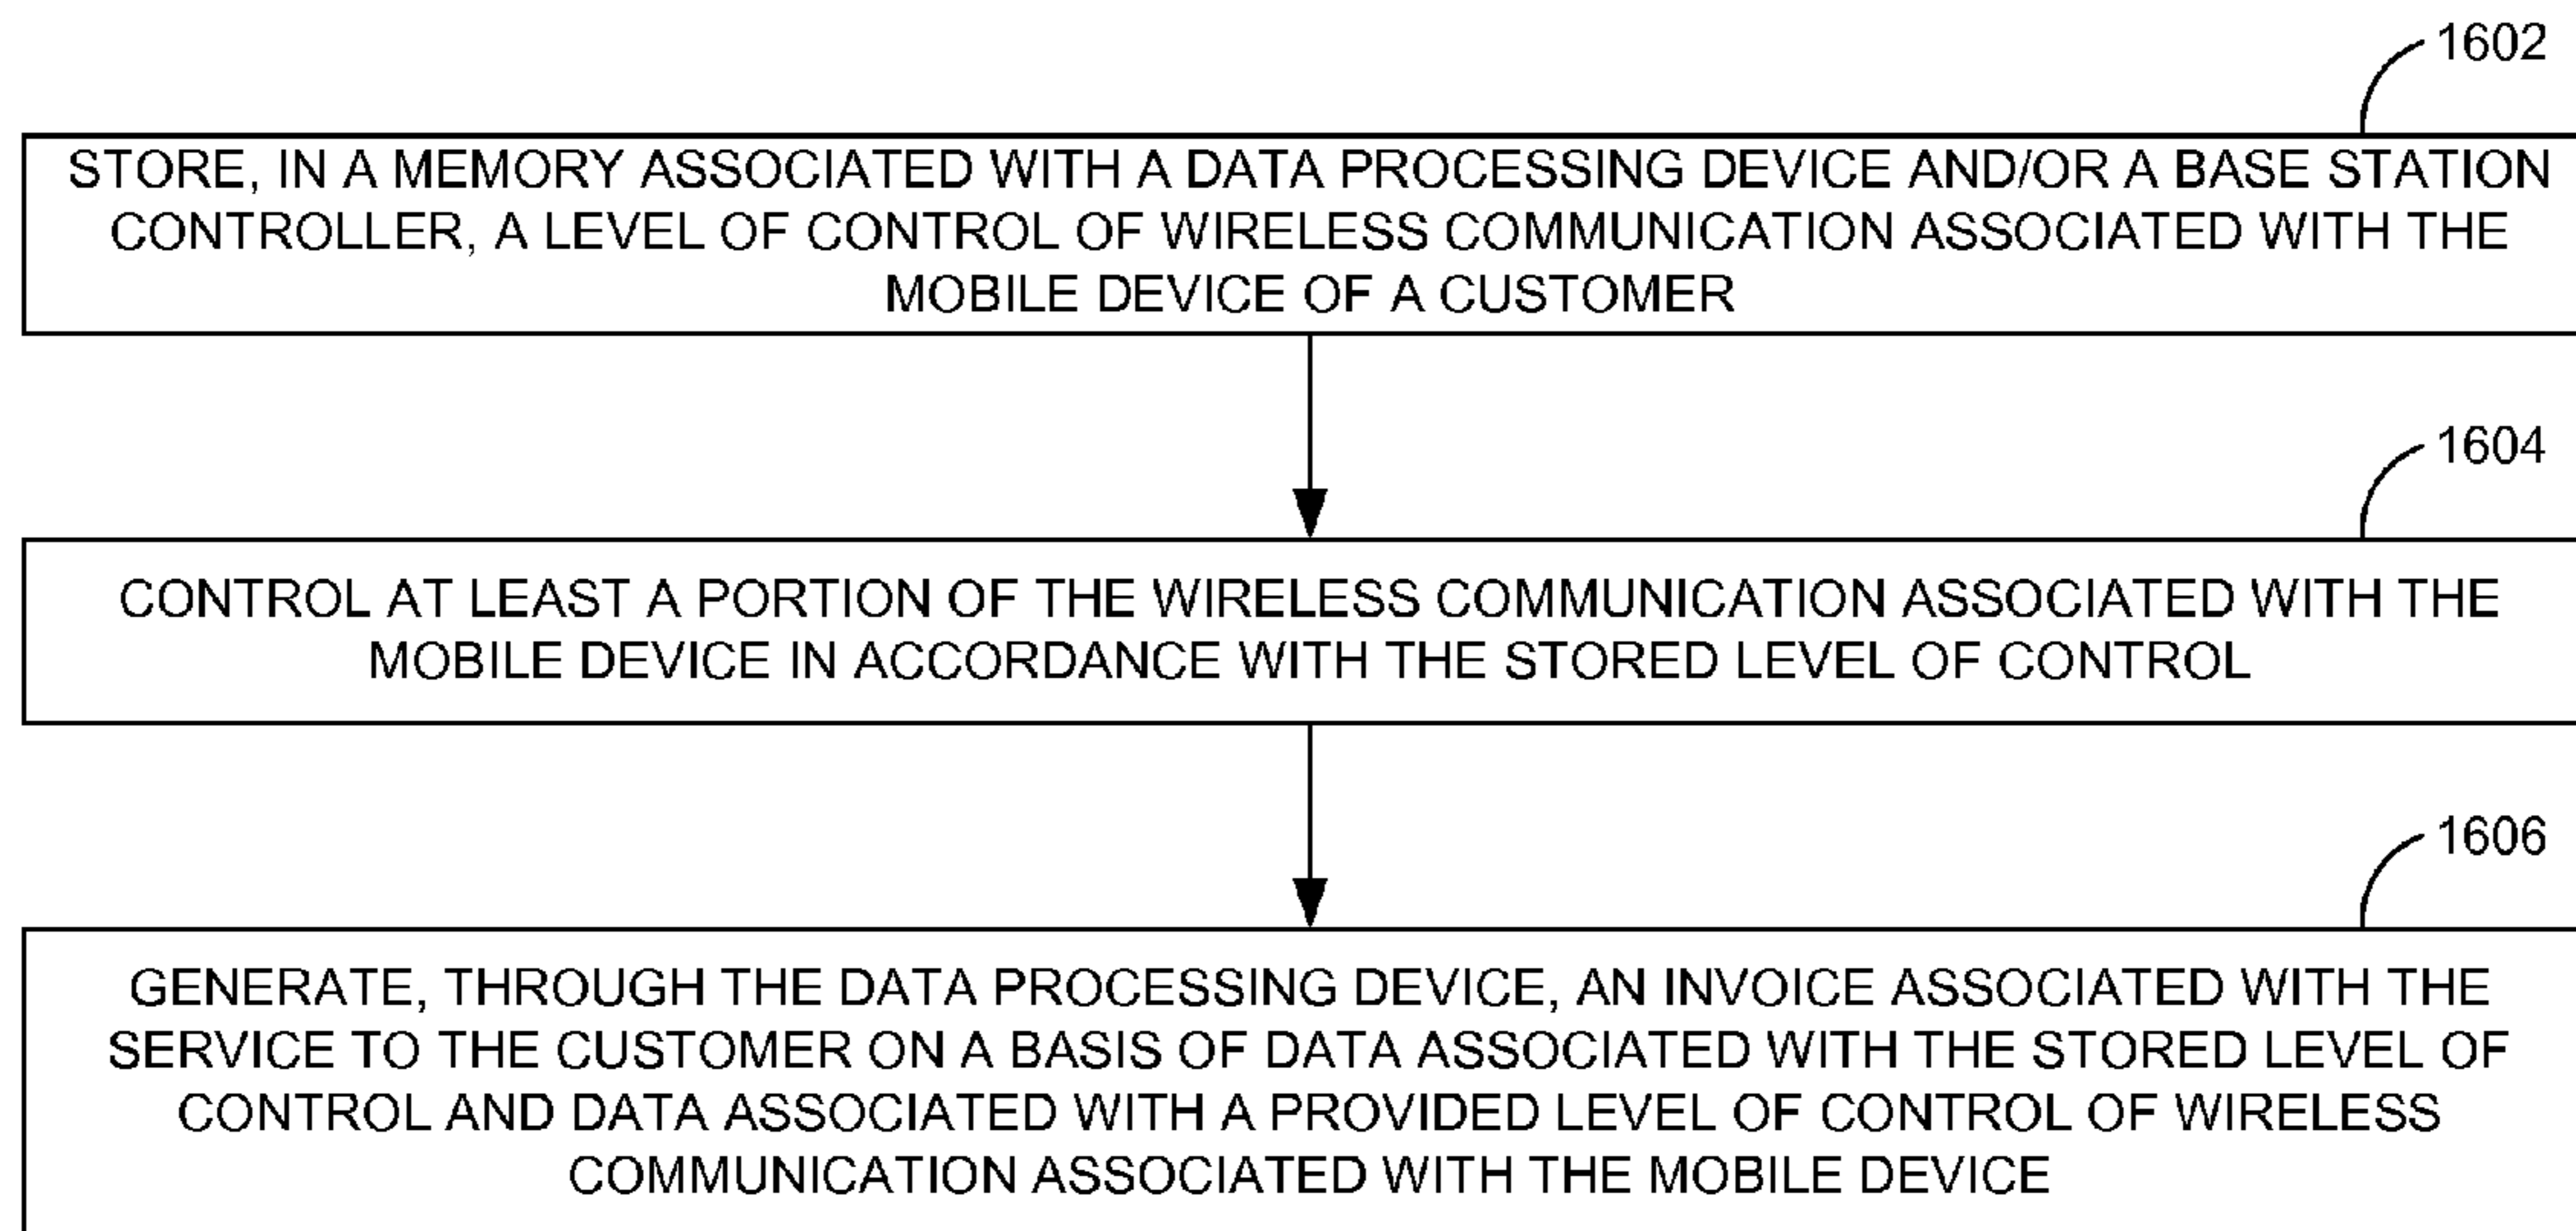 1602
STORE, IN A MEMORY ASSOCIATED WITH A DATA PROCESSING DEVICE AND/OR A BASE STATION
CONTROLLER, A LEVEL OF CONTROL OF WIRELESS COMMUNICATION ASSOCIATED WITH THE
MOBILE DEVICE OF A CUSTOMER
1604
CONTROL AT LEAST A PORTION OF THE WIRELESS COMMUNICATION ASSOCIATED WITH THE
MOBILE DEVICE IN ACCORDANCE WITH THE STORED LEVEL OF CONTROL
1606
GENERATE, THROUGH THE DATA PROCESSING DEVICE, AN INVOICE ASSOCIATED WITH THE
SERVICE TO THE CUSTOMER ON A BASIS OF DATA ASSOCIATED WITH THE STORED LEVEL OF
CONTROL AND DATA ASSOCIATED WITH A PROVIDED LEVEL OF CONTROL OF WIRELESS
COMMUNICATION ASSOCIATED WITH THE MOBILE DEVICE